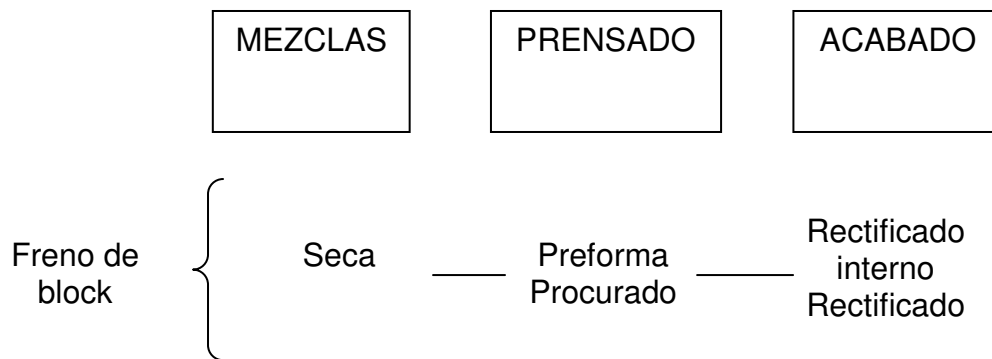 MEZCLAS PRENSADO ACABADO
Freno de
block
Seca
Preforma
Procurado
Rectificado
interno
Rectificado